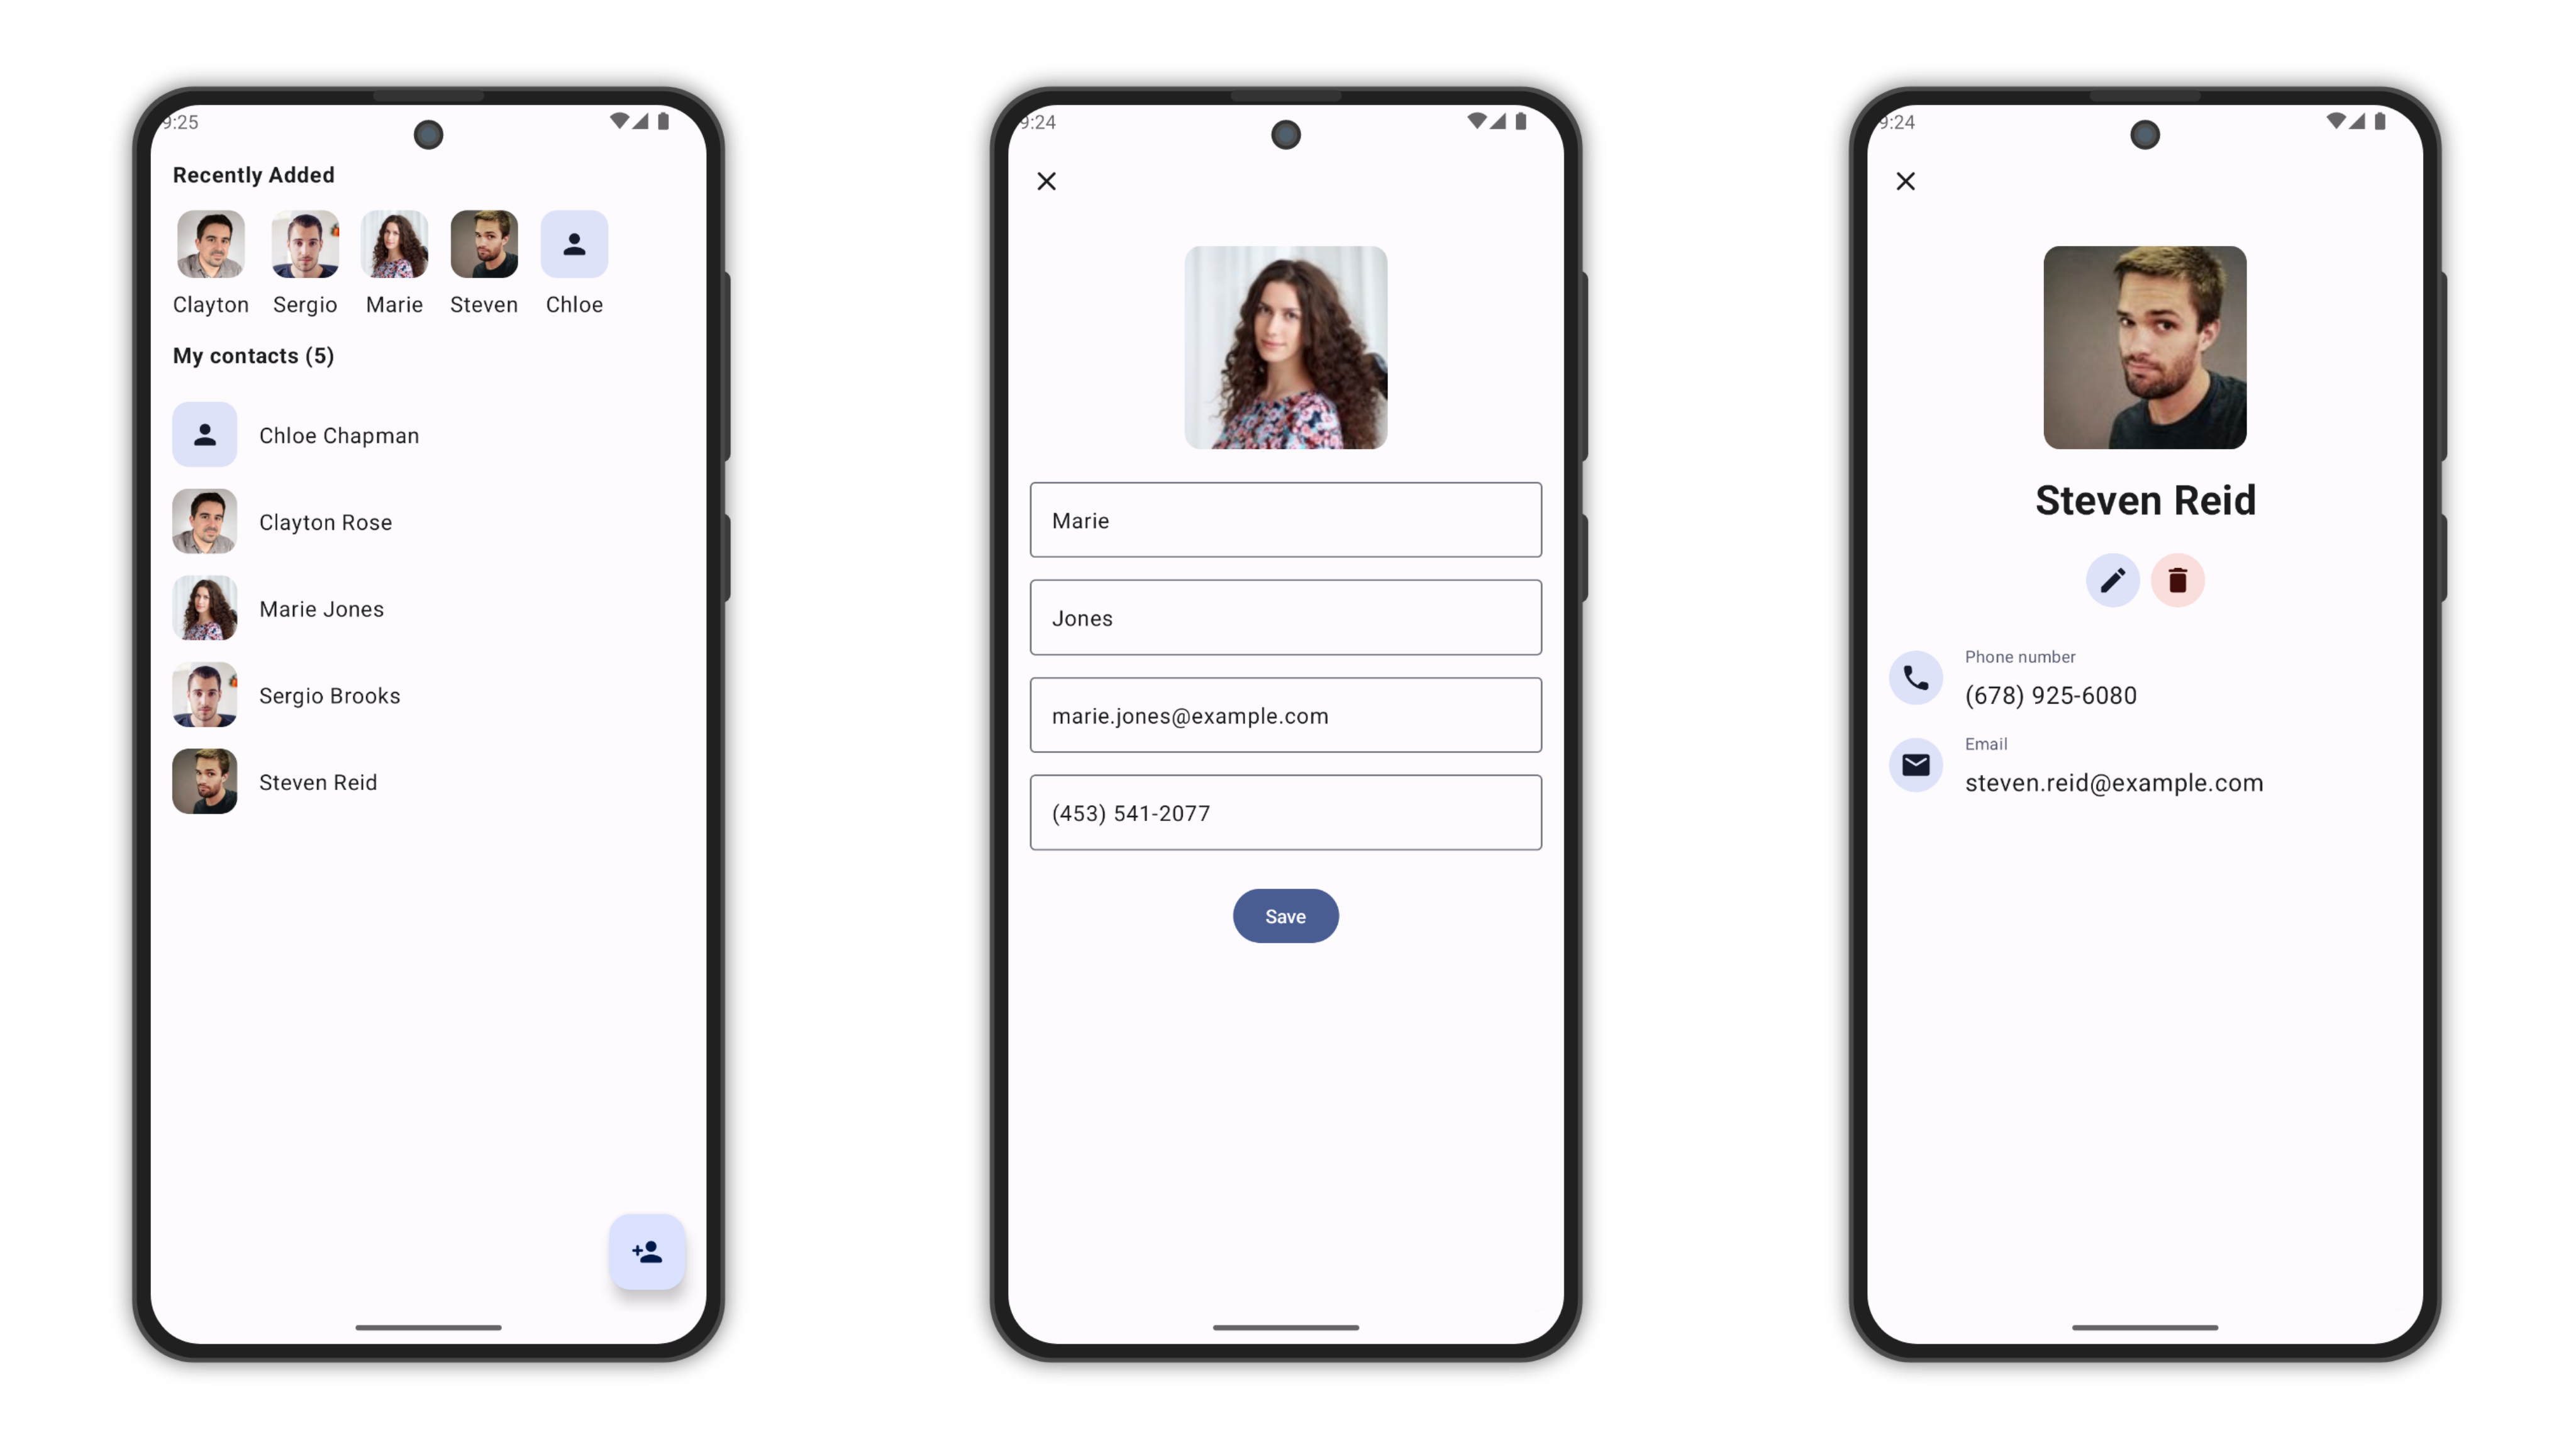 9:25
Recently Added
Clayton Sergio Marie Steven Chloe
My contacts (5)
Chloe Chapman
Clayton Rose
Marie Jones
Sergio Brooks
Steven Reid
9:24
Marie
Jones
marie.jones@example.com
(453) 541-2077
Save
9:24
Steven Reid
Phone number
(678) 925-6080
Email
steven.reid@example.com